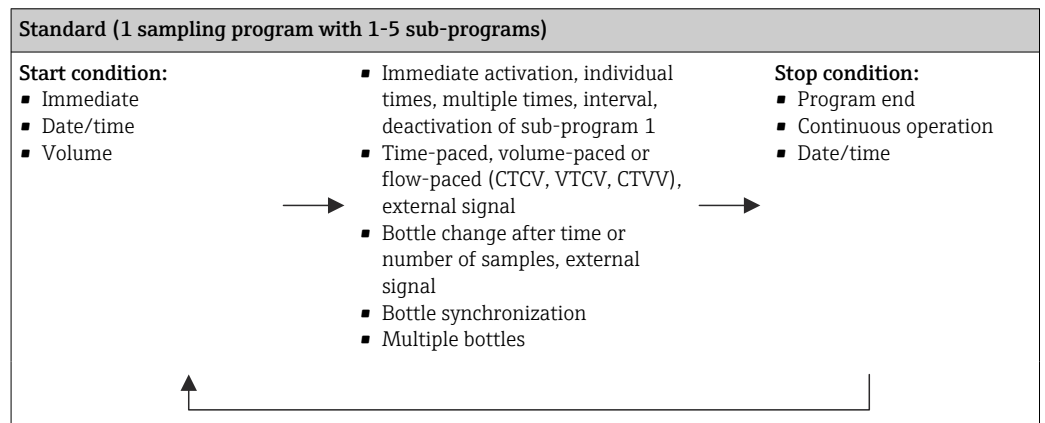 Standard (1 sampling program with 1-5 sub-programs)
Start condition:
▪ Immediate
▪ Date/time
▪ Volume
▪ Immediate activation, individual
times, multiple times, interval,
deactivation of sub-program 1
▪ Time-paced, volume-paced or
flow-paced (CTCV, VTCV, CTVV),
external signal
▪ Bottle change after time or
number of samples, external
signal
▪ Bottle synchronization
▪ Multiple bottles
Stop condition:
▪ Program end
▪ Continuous operation
▪ Date/time